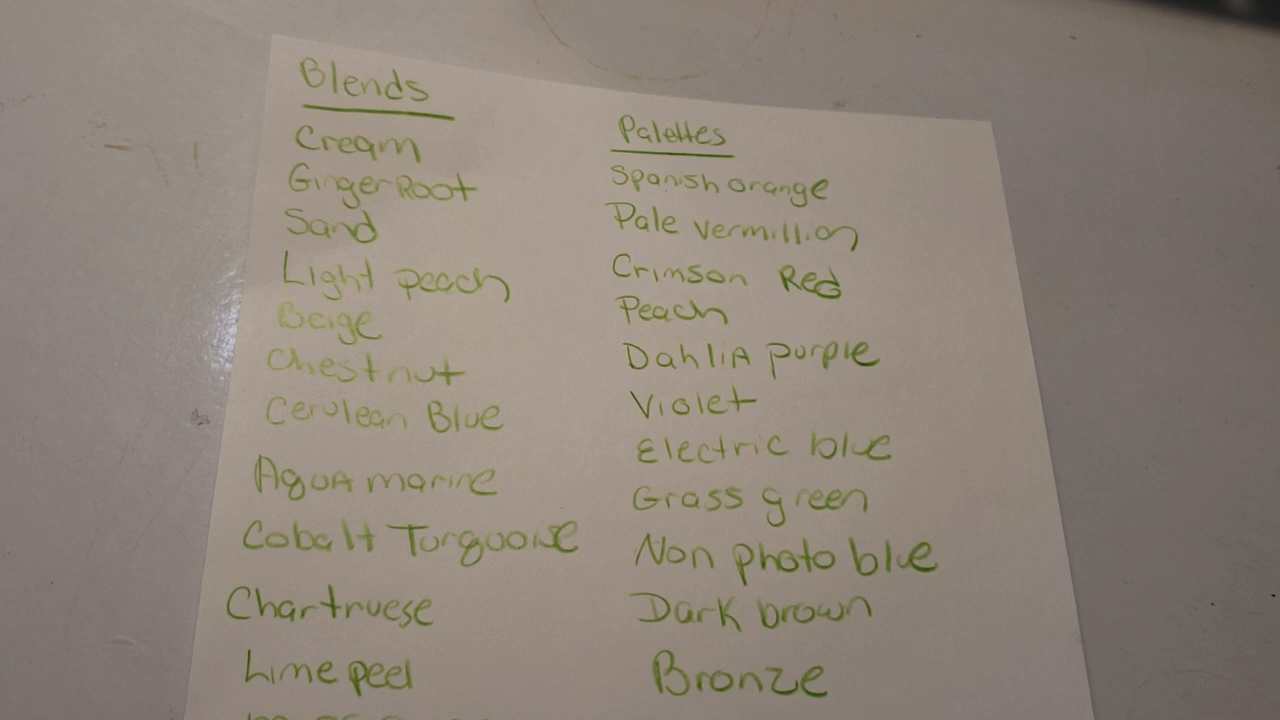 Blends
Cream
Ginger Root
Sand
Light peach
Beige
Chestnut
Cerulean Blue
Aqua marine
Cobalt Turquoise
Chartruese
Lime peel
Palettes
Spanish orange
Pale vermillion
Crimson Red
Peach
Dahlia purple
Violet
Electric blue
Grass green
Non photo blue
Dark brown
Bronze